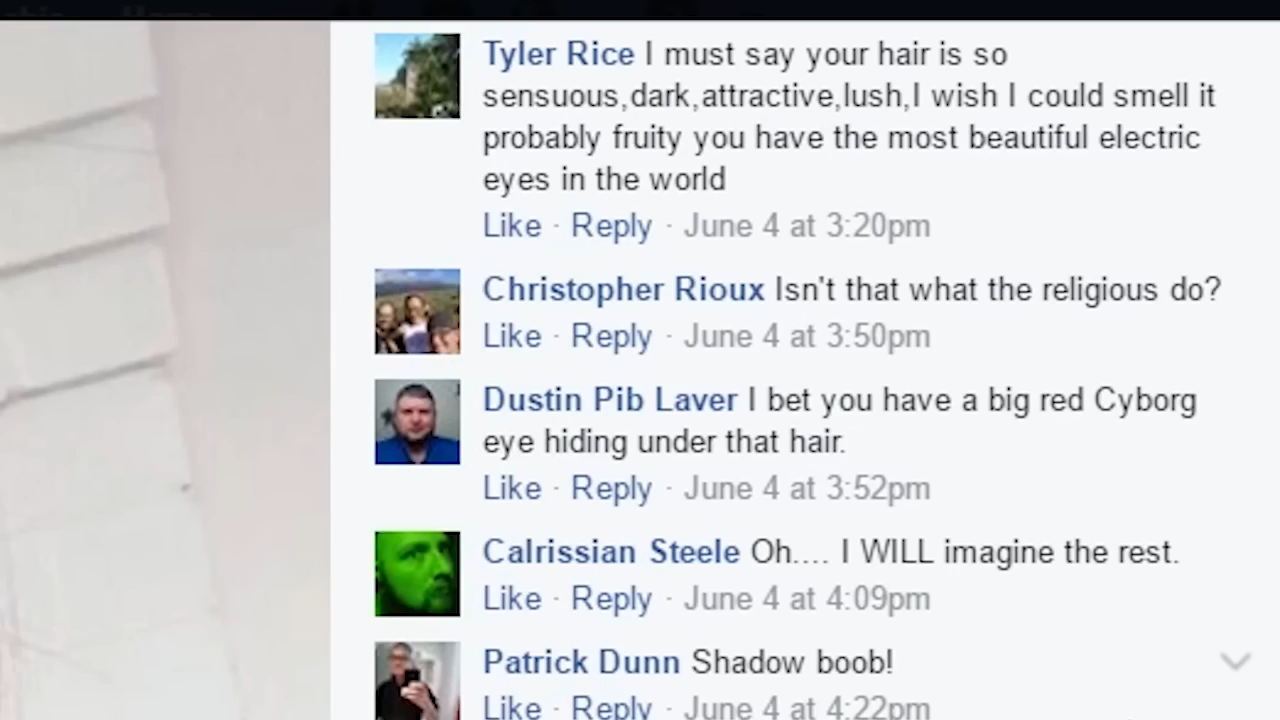 Tyler Rice I must say your hair is so
sensuous,dark,attractive,lush,I wish I could smell it
probably fruity you have the most beautiful electric
eyes in the world
Like · Reply · June 4 at 3:20pm
Christopher Rioux Isn't that what the religious do?
Like · Reply · June 4 at 3:50pm
Dustin Pib Laver I bet you have a big red Cyborg
eye hiding under that hair.
Like · Reply · June 4 at 3:52pm
Calrissian Steele Oh.... I WILL imagine the rest.
Like · Reply · June 4 at 4:09pm
Patrick Dunn Shadow boob!
Like · Reply · June 4 at 4:22pm